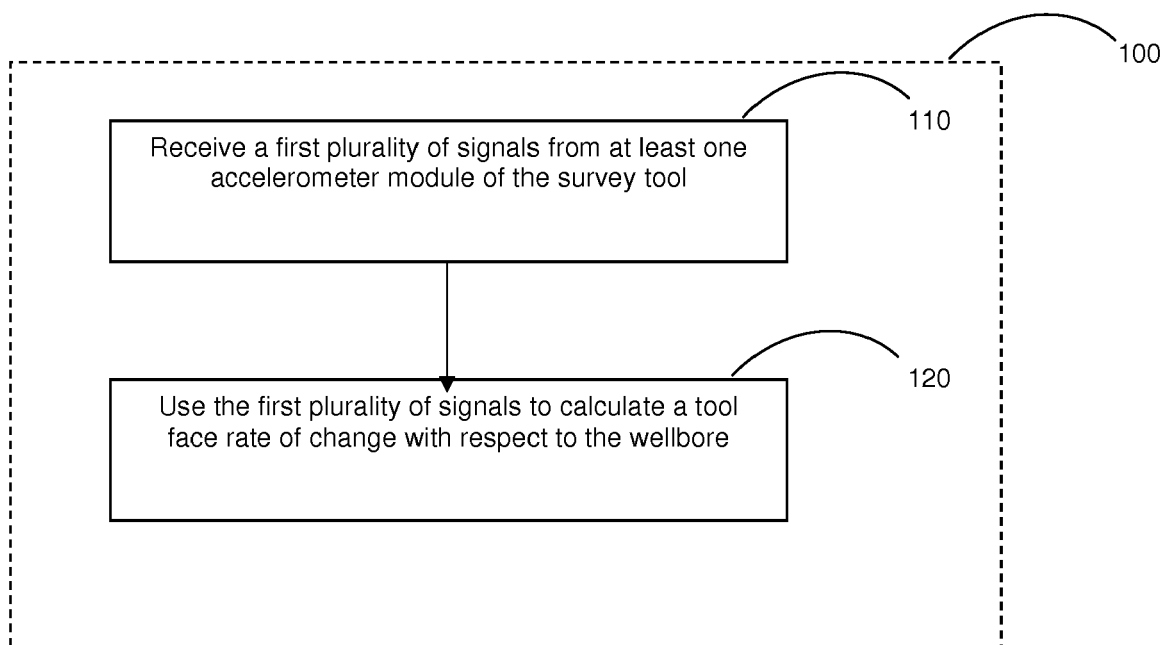 100
110
Receive a first plurality of signals from at least one
accelerometer module of the survey tool
120
Use the first plurality of signals to calculate a tool
face rate of change with respect to the wellbore